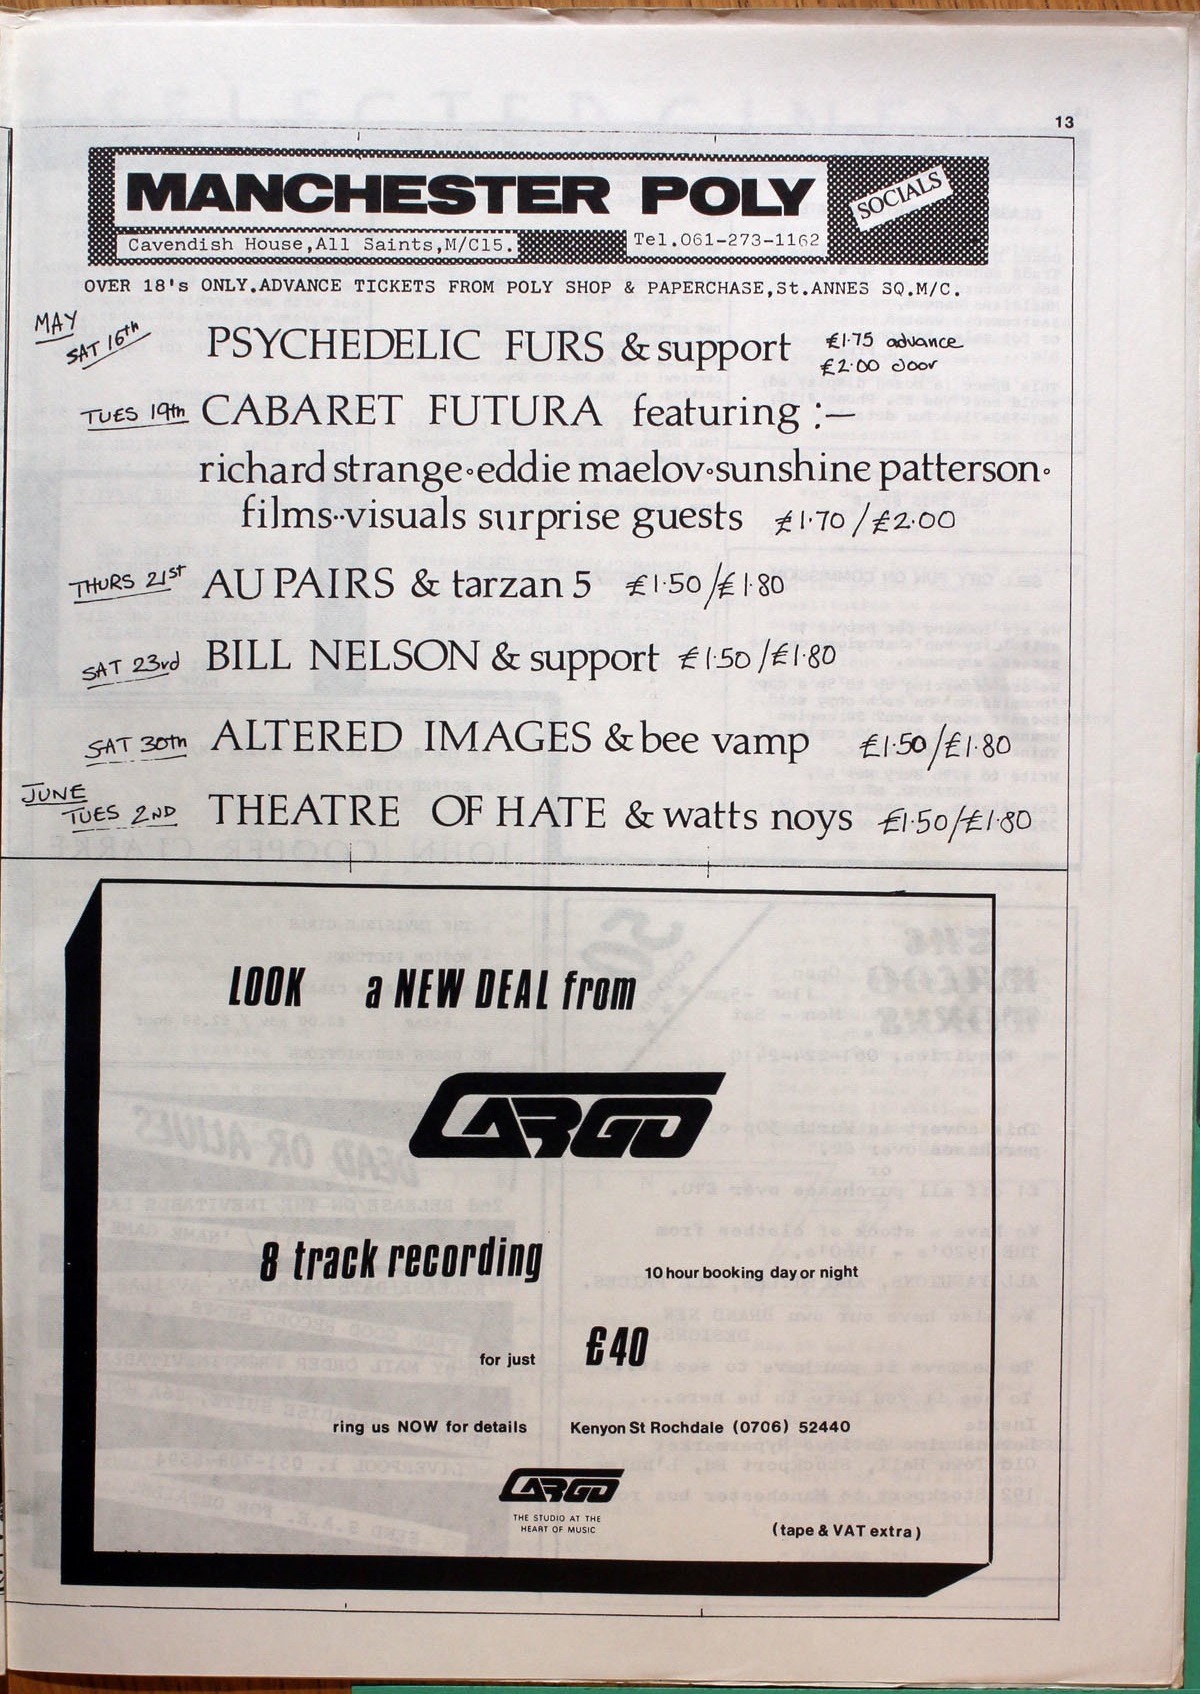 13
MANCHESTER POLY
SOCIALS
Cavendish House,All Saints,M/C15.
Tel.061-273-1162
OVER 18's ONLY.ADVANCE TICKETS FROM POLY SHOP & PAPERCHASE,St.ANNES SQ.M/C.
MAY
SAT 16th PSYCHEDELIC FURS & support £1·75 advance
£2·00 door
TUES 19th CABARET FUTURA featuring :—
richard strange·eddie maelov·sunshine patterson·
films··visuals surprise guests £1·70 / £2·00
THURS 21st AU PAIRS & tarzan 5 £1·50 / £1·80
SAT 23rd BILL NELSON & support £1·50 / £1·80
SAT 30th ALTERED IMAGES & bee vamp £1·50 / £1·80
JUNE
TUES 2ND THEATRE OF HATE & watts noys £1·50 / £1·80
LOOK a NEW DEAL from
CARGO
8 track recording
10 hour booking day or night
for just £40
ring us NOW for details Kenyon St Rochdale (0706) 52440
CARGO
THE STUDIO AT THE
HEART OF MUSIC
(tape & VAT extra)